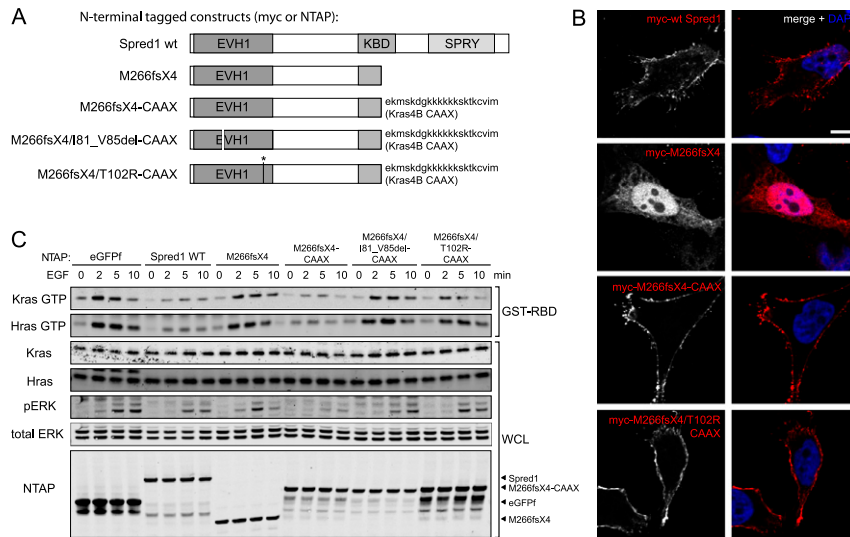 A
N-terminal tagged constructs (myc or NTAP):
Spred1 wt
EVH1
KBD
SPRY
M266fsX4
EVH1
M266fsX4-CAAX
EVH1
ekmskdgkkkkkksktkcvim
(Kras4B CAAX)
M266fsX4/I81_V85del-CAAX
EVH1
ekmskdgkkkkkksktkcvim
(Kras4B CAAX)
M266fsX4/T102R-CAAX
*
EVH1
ekmskdgkkkkkksktkcvim
(Kras4B CAAX)
B
myc-wt Spred1
merge + DAPI
myc-M266fsX4
myc-M266fsX4-CAAX
myc-M266fsX4/T102R
CAAX
C
NTAP: eGFPf Spred1 WT M266fsX4 M266fsX4-CAAX M266fsX4/I81_V85del-CAAX M266fsX4/T102R-CAAX
EGF 0 2 5 10 0 2 5 10 0 2 5 10 0 2 5 10 0 2 5 10 0 2 5 10 min
Kras GTP
Hras GTP
GST-RBD
Kras
Hras
pERK
total ERK
WCL
NTAP
Spred1
M266fsX4-CAAX
eGFPf
M266fsX4